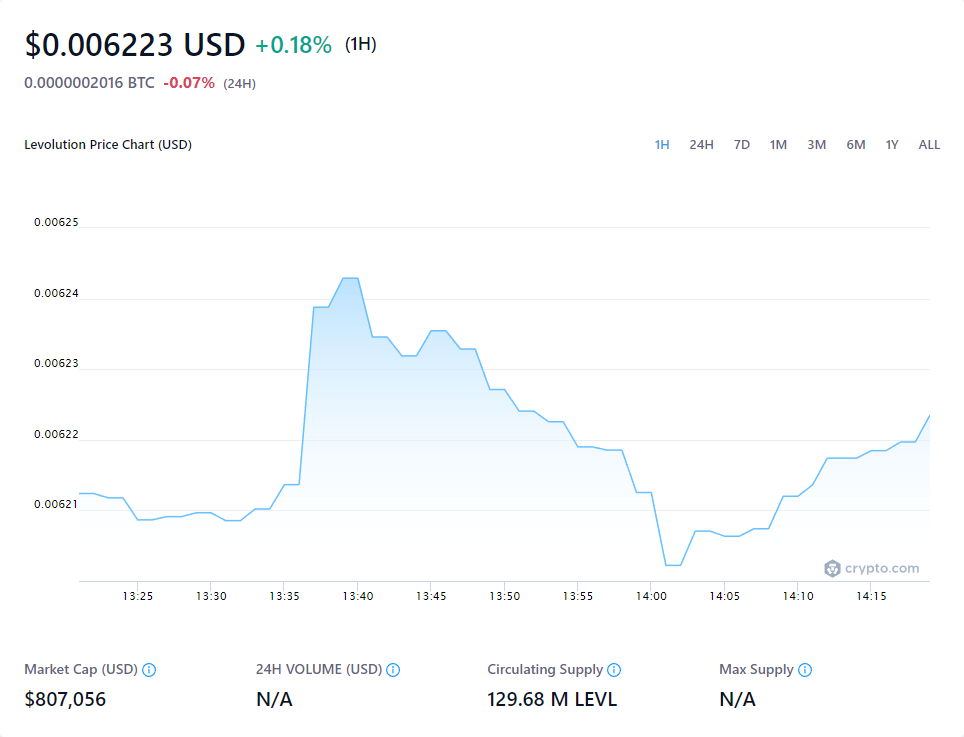 $0.006223 USD +0.18% (1H)
0.0000002016 BTC -0.07% (24H)
Levolution Price Chart (USD) 1H 24H 7D 1M 3M 6M 1Y ALL
0.00625
0.00624
0.00623
0.00622
0.00621
crypto.com
13:25 13:30 13:35 13:40 13:45 13:50 13:55 14:00 14:05 14:10 14:15
Market Cap (USD) 24H VOLUME (USD) Circulating Supply Max Supply
$807,056 N/A 129.68 M LEVL N/A